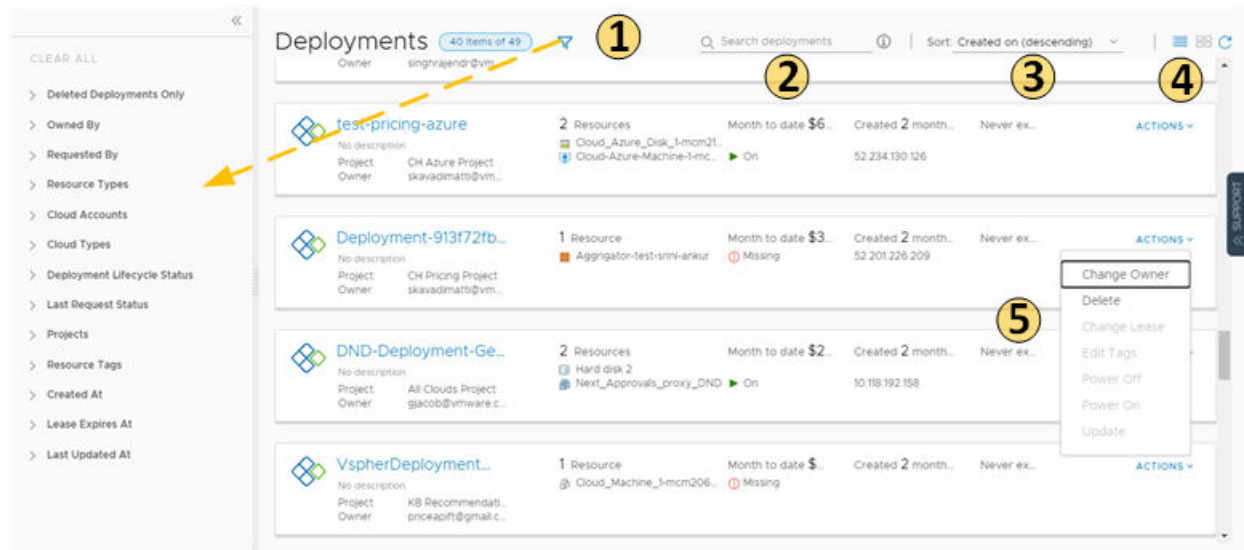 CLEAR ALL
Deleted Deployments Only
Owned By
Requested By
Resource Types
Cloud Accounts
Cloud Types
Deployment Lifecycle Status
Last Request Status
Projects
Resource Tags
Created At
Lease Expires At
Last Updated At
Deployments 40 items of 49 1 Search deployments Sort: Created on (descending)
2 3 4
Owner singhrajendr@vm...
test-pricing-azure 2 Resources Month to date $6... Created 2 month... Never ex... ACTIONS
No description Cloud_Azure_Disk_1-mcm21...
Cloud-Azure-Machine-1-mc... On 52.234.130.126
Project CH Azure Project
Owner skavadimatti@vm...
SUPPORT
Deployment-913f72fb... 1 Resource Month to date $3... Created 2 month... Never ex... ACTIONS
No description Aggrigator-test-srini-ankur Missing 52.201.226.209
Project CH Pricing Project
Owner skavadimatti@vm...
5
Change Owner
Delete
Change Lease
Edit Tags
Power Off
Power On
Update
DND-Deployment-Ge... 2 Resources Month to date $2... Created 2 month... Never ex...
No description Hard disk 2
Next_Approvals_proxy_DND On 10.118.192.158
Project All Clouds Project
Owner gjacob@vmware.c...
VspherDeployment... 1 Resource Month to date $... Created 2 month... Never ex... ACTIONS
No description Cloud_Machine_1-mcm206... Missing
Project KB Recommendati...
Owner priceapift@gmail.c...